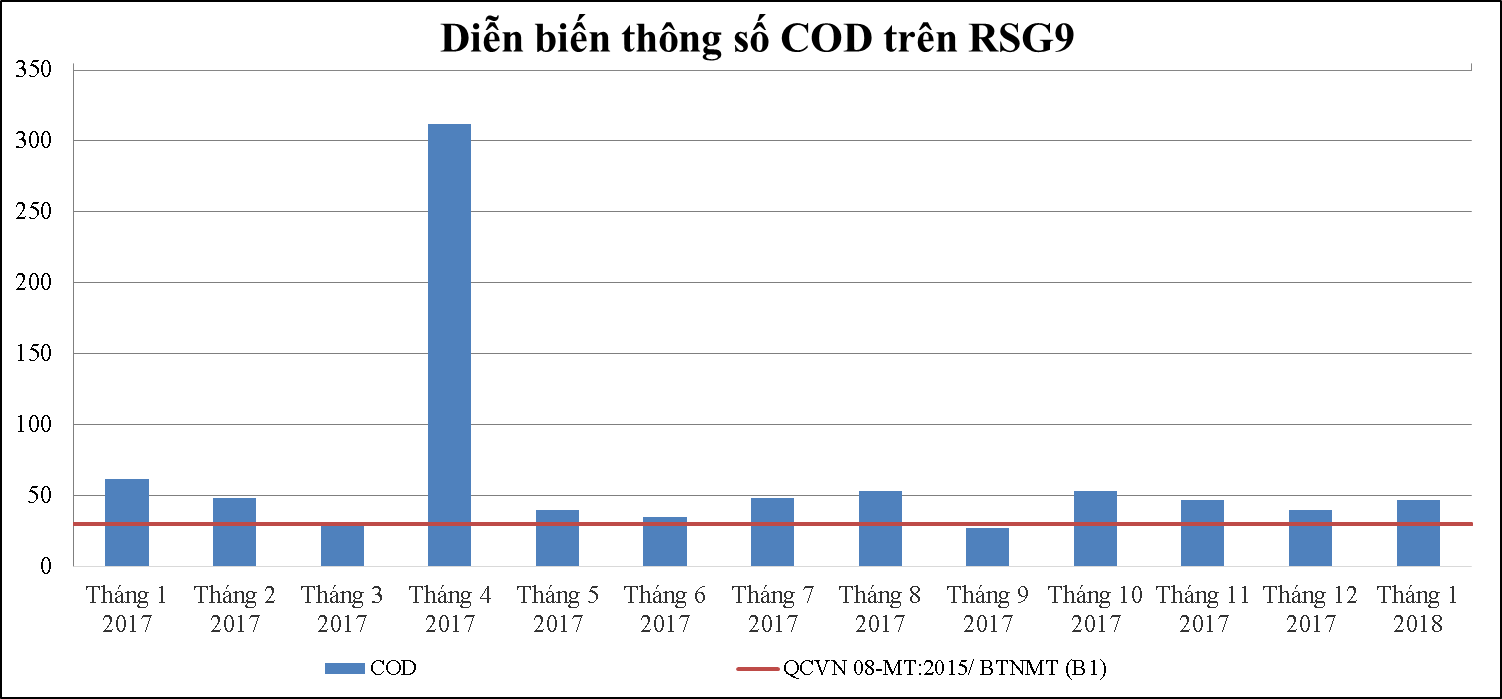 Diễn biến thông số COD trên RSG9
350
300
250
200
150
100
50
0
Tháng 1 Tháng 2 Tháng 3 Tháng 4 Tháng 5 Tháng 6 Tháng 7 Tháng 8 Tháng 9 Tháng 10 Tháng 11 Tháng 12 Tháng 1
2017 2017 2017 2017 2017 2017 2017 2017 2017 2017 2017 2017 2018
COD QCVN 08-MT:2015/ BTNMT (B1)